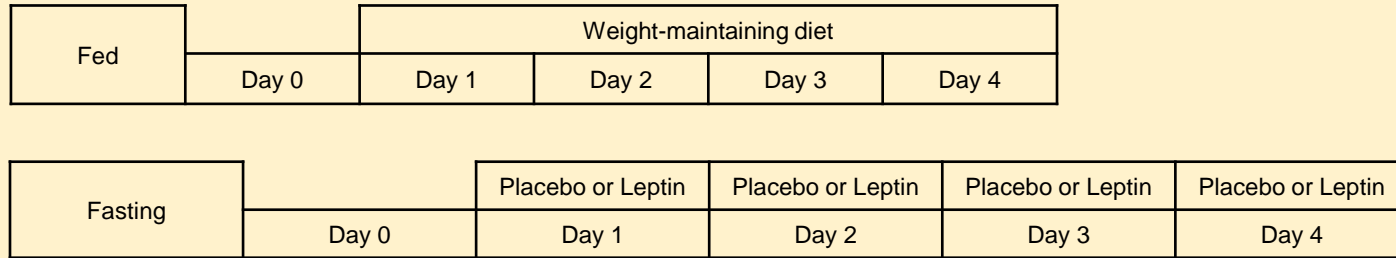 Fed
Weight-maintaining diet
Day 0
Day 1
Day 2
Day 3
Day 4
Fasting
Placebo or Leptin
Placebo or Leptin
Placebo or Leptin
Placebo or Leptin
Day 0
Day 1
Day 2
Day 3
Day 4